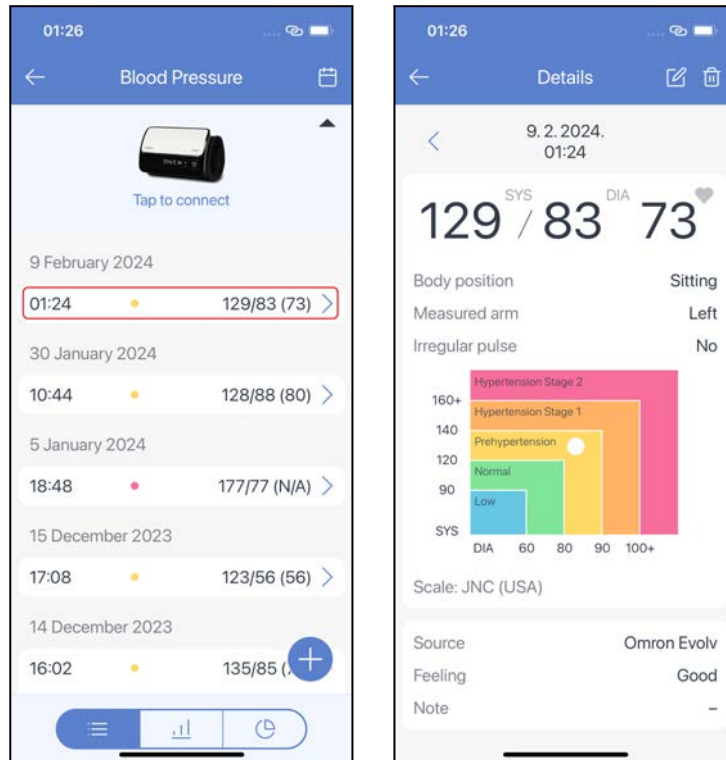 01:26
Blood Pressure
Tap to connect
9 February 2024
01:24 129/83 (73)
30 January 2024
10:44 128/88 (80)
5 January 2024
18:48 177/77 (N/A)
15 December 2023
17:08 123/56 (56)
14 December 2023
16:02 135/85 (
01:26
Details
9. 2. 2024.
01:24
129 SYS / 83 DIA 73
Body position Sitting
Measured arm Left
Irregular pulse No
Hypertension Stage 2
160+
Hypertension Stage 1
140
Prehypertension
120
Normal
90
Low
SYS
DIA 60 80 90 100+
Scale: JNC (USA)
Source Omron Evolv
Feeling Good
Note –